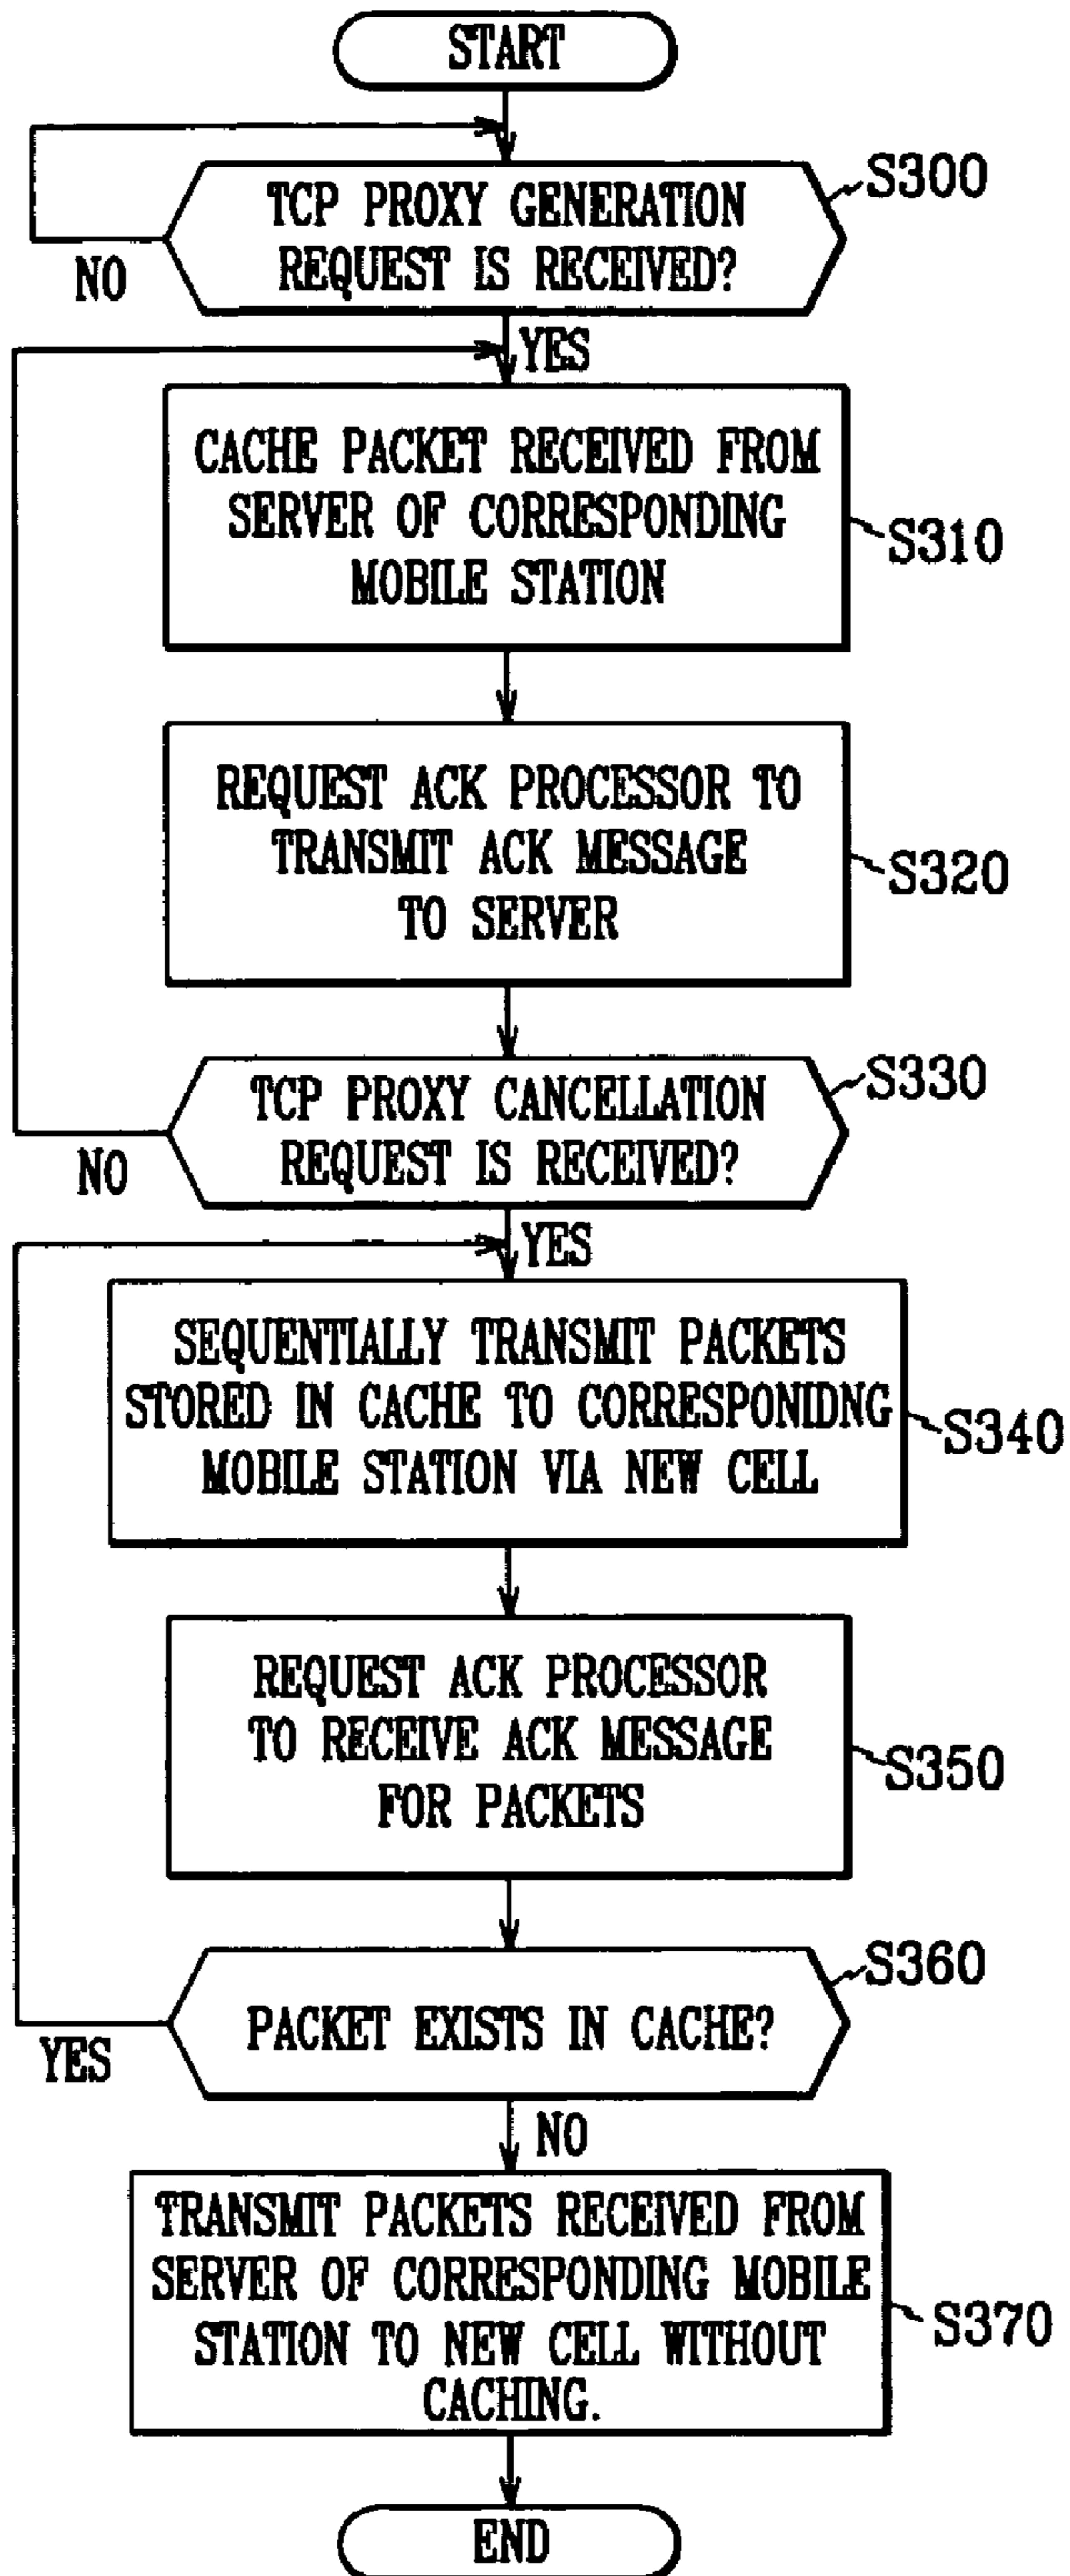 START
TCP PROXY GENERATION
REQUEST IS RECEIVED?
S300
NO
YES
CACHE PACKET RECEIVED FROM
SERVER OF CORRESPONDING
MOBILE STATION
S310
REQUEST ACK PROCESSOR TO
TRANSMIT ACK MESSAGE
TO SERVER
S320
TCP PROXY CANCELLATION
REQUEST IS RECEIVED?
S330
NO
YES
SEQUENTIALLY TRANSMIT PACKETS
STORED IN CACHE TO CORRESPONIDNG
MOBILE STATION VIA NEW CELL
S340
REQUEST ACK PROCESSOR
TO RECEIVE ACK MESSAGE
FOR PACKETS
S350
PACKET EXISTS IN CACHE?
S360
YES
NO
TRANSMIT PACKETS RECEIVED FROM
SERVER OF CORRESPONDING MOBILE
STATION TO NEW CELL WITHOUT
CACHING.
S370
END